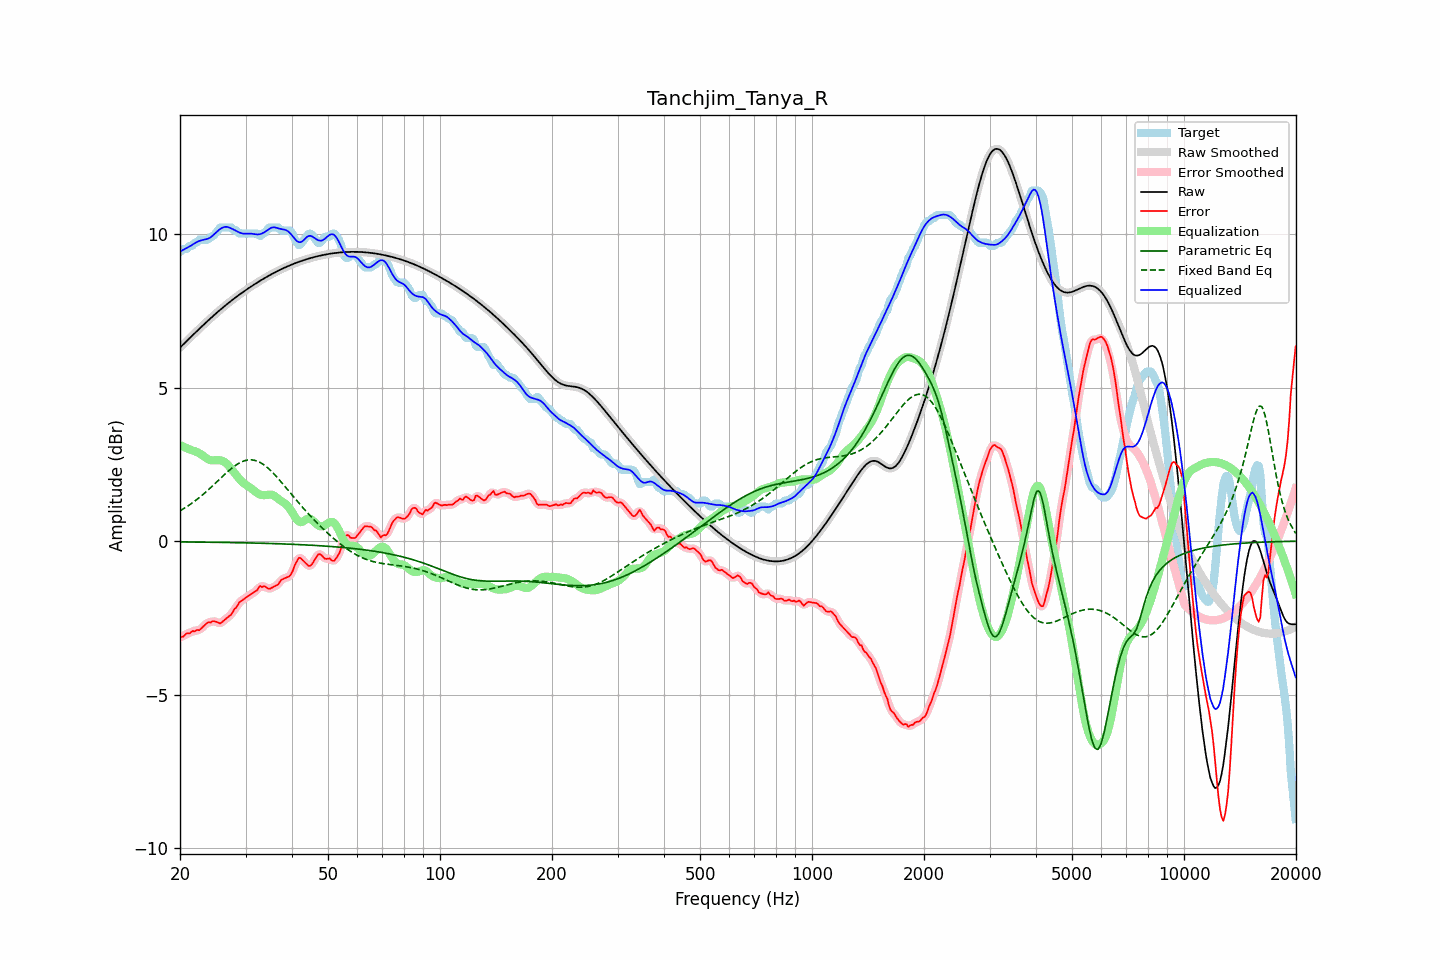 Tanchjim_Tanya_R
Target
Raw Smoothed
Error Smoothed
Raw
Error
Equalization
Parametric Eq
Fixed Band Eq
Equalized
Amplitude (dBr)
10
5
0
−5
−10
20
50
100
200
500
1000
2000
5000
10000
20000
Frequency (Hz)